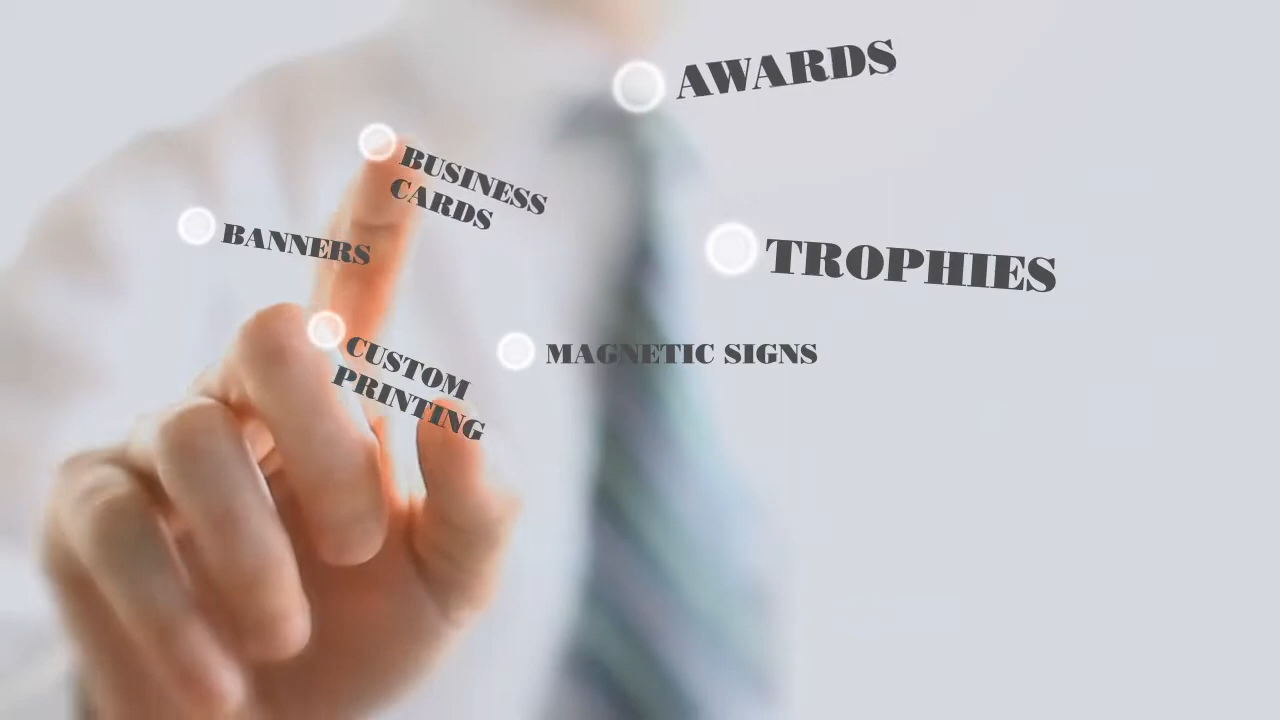 AWARDS
BUSINESS
CARDS
BANNERS
TROPHIES
CUSTOM
PRINTING
MAGNETIC SIGNS